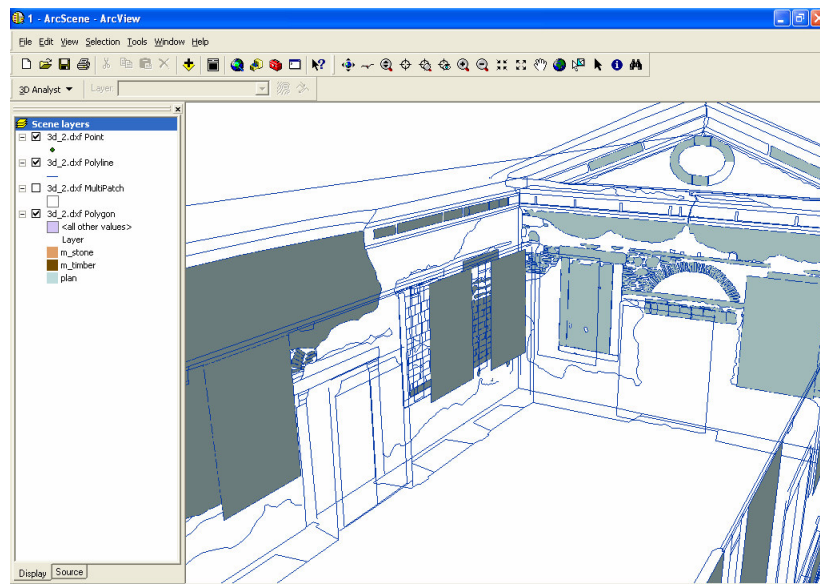 1 - ArcScene - ArcView
File Edit View Selection Tools Window Help
3D Analyst Layer:
Scene layers
3d_2.dxf Point
3d_2.dxf Polyline
3d_2.dxf MultiPatch
3d_2.dxf Polygon
<all other values>
Layer
m_stone
m_timber
plan
Display Source